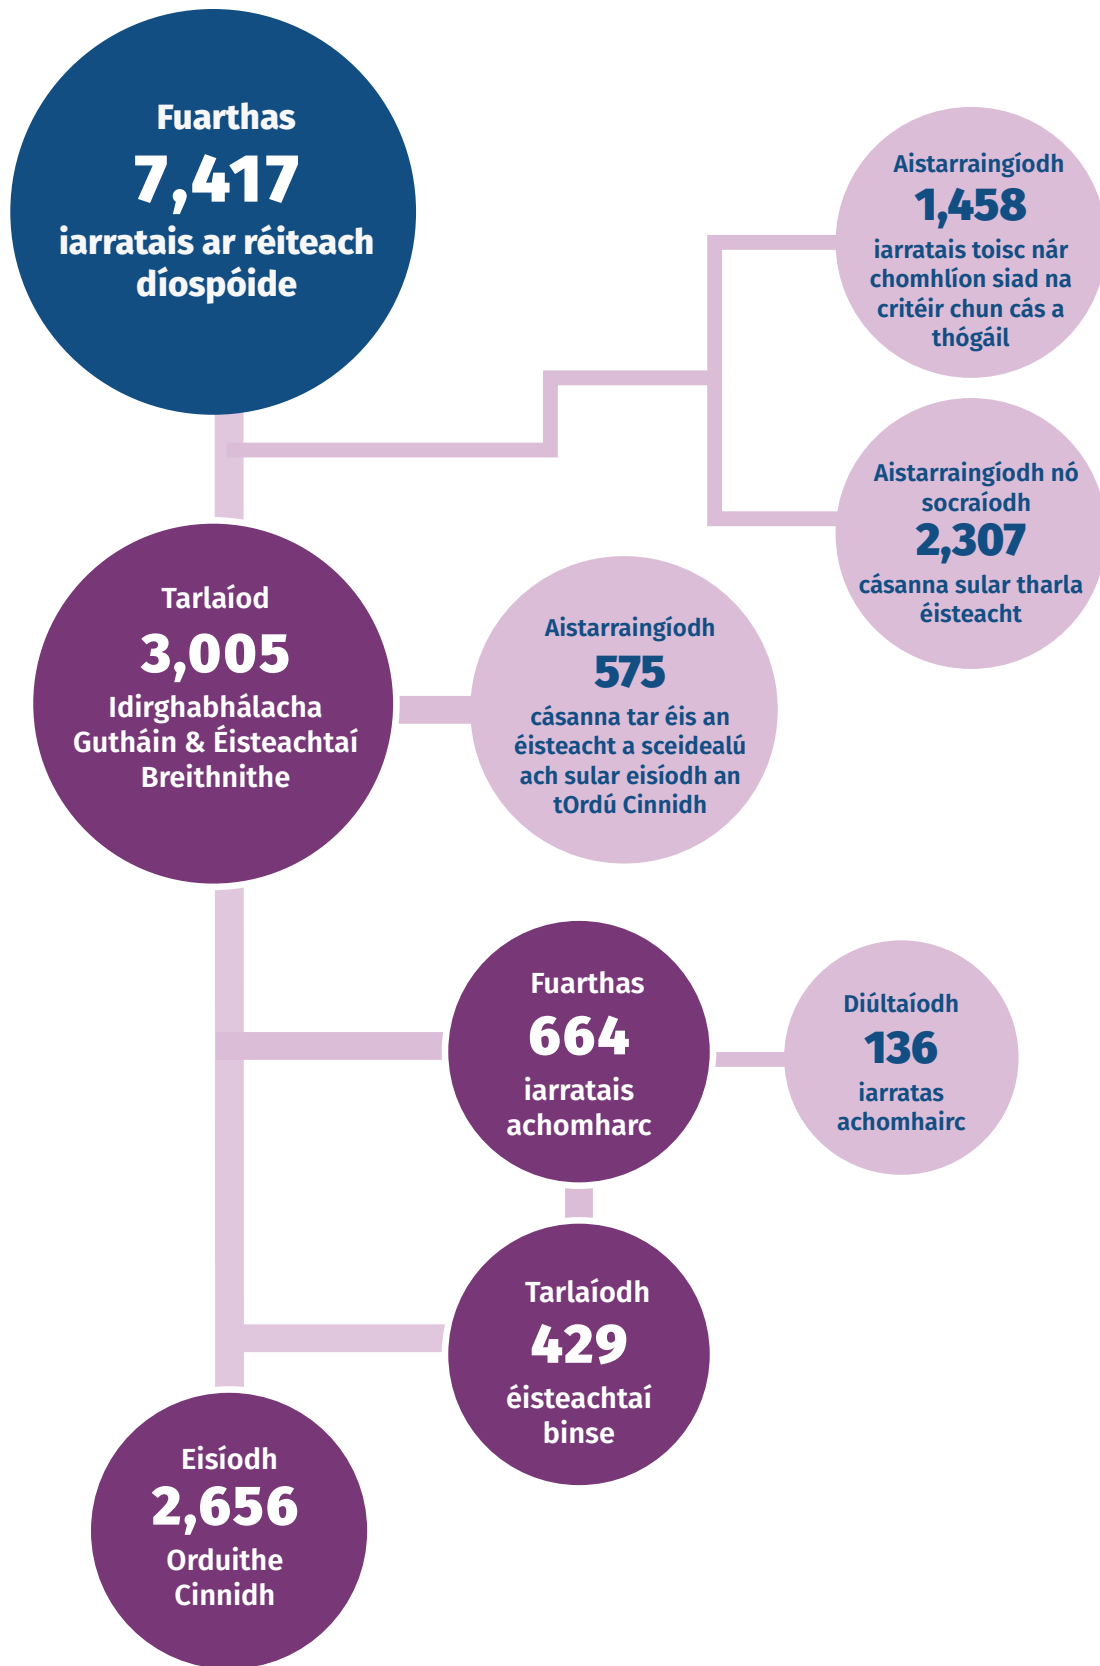 Fuarthas
7,417
iarratais ar réiteach
díospóide
Aistarraingíodh
1,458
iarratais toisc nár
chomhlíon siad na
critéir chun cás a
thógáil
Aistarraingíodh nó
socraíodh
2,307
cásanna sular tharla
éisteacht
Tarlaíod
3,005
Idirghabhálacha
Gutháin & Éisteachtaí
Breithnithe
Aistarraingíodh
575
cásanna tar éis an
éisteacht a sceidealú
ach sular eisíodh an
tOrdú Cinnidh
Fuarthas
664
iarratais
achomharc
Diúltaíodh
136
iarratas
achomhairc
Tarlaíodh
429
éisteachtaí
binse
Eisíodh
2,656
Orduithe
Cinnidh